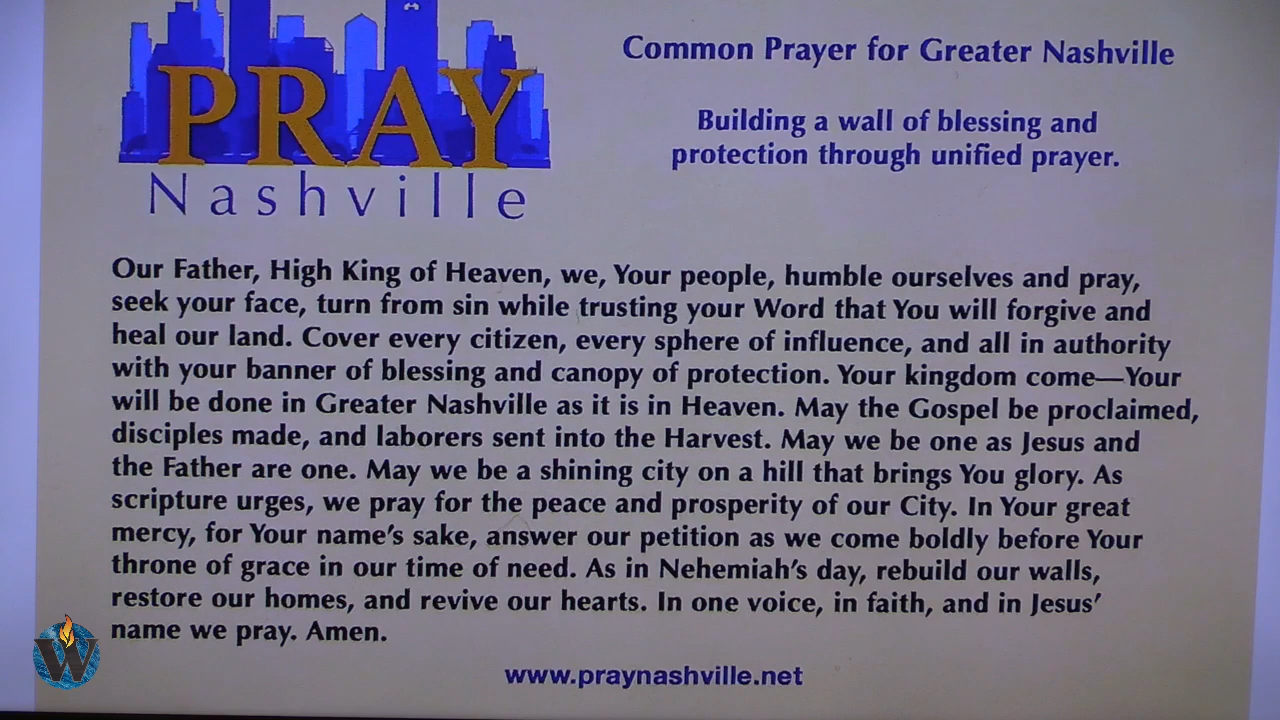 PRAY
Nashville
Common Prayer for Greater Nashville
Building a wall of blessing and
protection through unified prayer.
Our Father, High King of Heaven, we, Your people, humble ourselves and pray,
seek your face, turn from sin while trusting your Word that You will forgive and
heal our land. Cover every citizen, every sphere of influence, and all in authority
with your banner of blessing and canopy of protection. Your kingdom come—Your
will be done in Greater Nashville as it is in Heaven. May the Gospel be proclaimed,
disciples made, and laborers sent into the Harvest. May we be one as Jesus and
the Father are one. May we be a shining city on a hill that brings You glory. As
scripture urges, we pray for the peace and prosperity of our City. In Your great
mercy, for Your name's sake, answer our petition as we come boldly before Your
throne of grace in our time of need. As in Nehemiah's day, rebuild our walls,
restore our homes, and revive our hearts. In one voice, in faith, and in Jesus'
name we pray. Amen.
www.praynashville.net
W